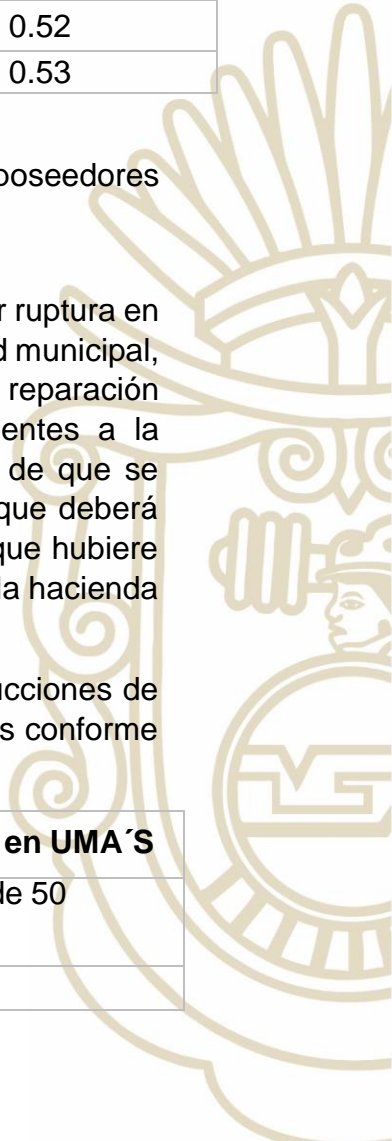 0.52
0.53
poseedores
r ruptura en
d municipal,
reparación
entes a la
de que se
que deberá
que hubiere
la hacienda
ucciones de
s conforme
en UMA´S
de 50